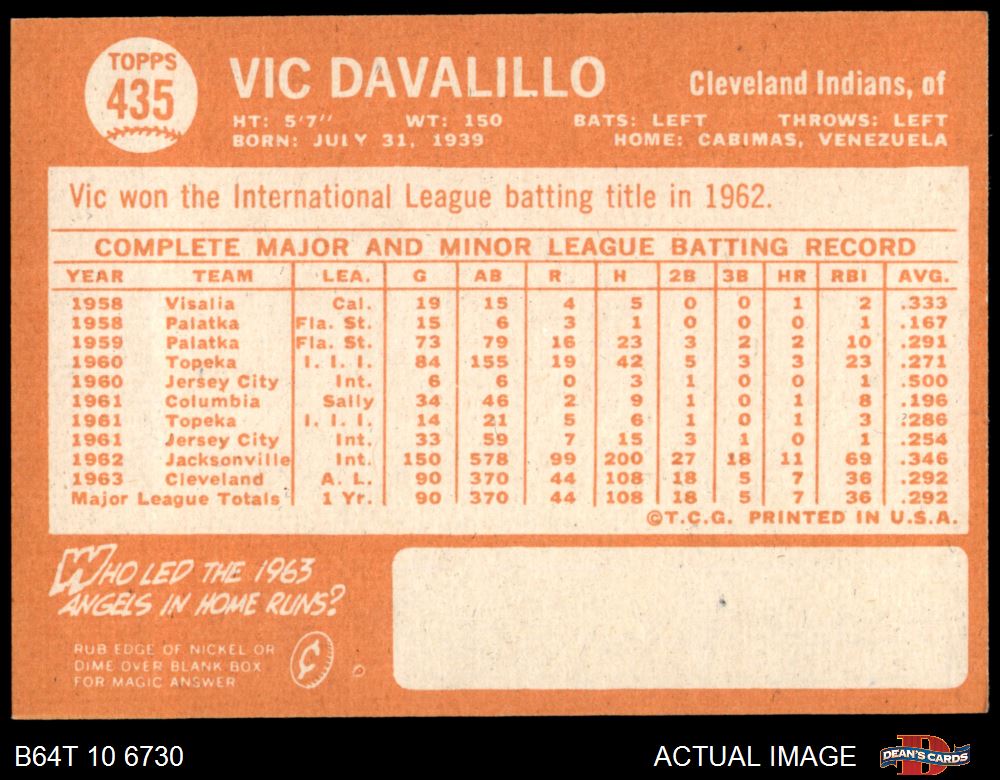 TOPPS
435
VIC DAVALILLO
Cleveland Indians, of
HT: 5'7" WT: 150 BATS: LEFT THROWS: LEFT
BORN: JULY 31, 1939 HOME: CABIMAS, VENEZUELA
Vic won the International League batting title in 1962.
COMPLETE MAJOR AND MINOR LEAGUE BATTING RECORD
YEAR TEAM LEA. G AB R H 2B 3B HR RBI AVG.
1958 Visalia Cal. 19 15 4 5 0 0 1 2 .333
1958 Palatka Fla. St. 15 6 3 1 0 0 0 1 .167
1959 Palatka Fla. St. 73 79 16 23 3 2 2 10 .291
1960 Topeka I. I. I. 84 155 19 42 5 3 3 23 .271
1960 Jersey City Int. 6 6 0 3 1 0 0 1 .500
1961 Columbia Sally 34 46 2 9 1 0 1 8 .196
1961 Topeka I. I. I. 14 21 5 6 1 0 1 3 .286
1961 Jersey City Int. 33 59 7 15 3 1 0 1 .254
1962 Jacksonville Int. 150 578 99 200 27 18 11 69 .346
1963 Cleveland A. L. 90 370 44 108 18 5 7 36 .292
Major League Totals 1 Yr. 90 370 44 108 18 5 7 36 .292
©T.C.G. PRINTED IN U.S.A.
WHO LED THE 1963
ANGELS IN HOME RUNS?
RUB EDGE OF NICKEL OR
DIME OVER BLANK BOX
FOR MAGIC ANSWER
¢
B64T 10 6730
ACTUAL IMAGE
D
DEAN'S CARDS